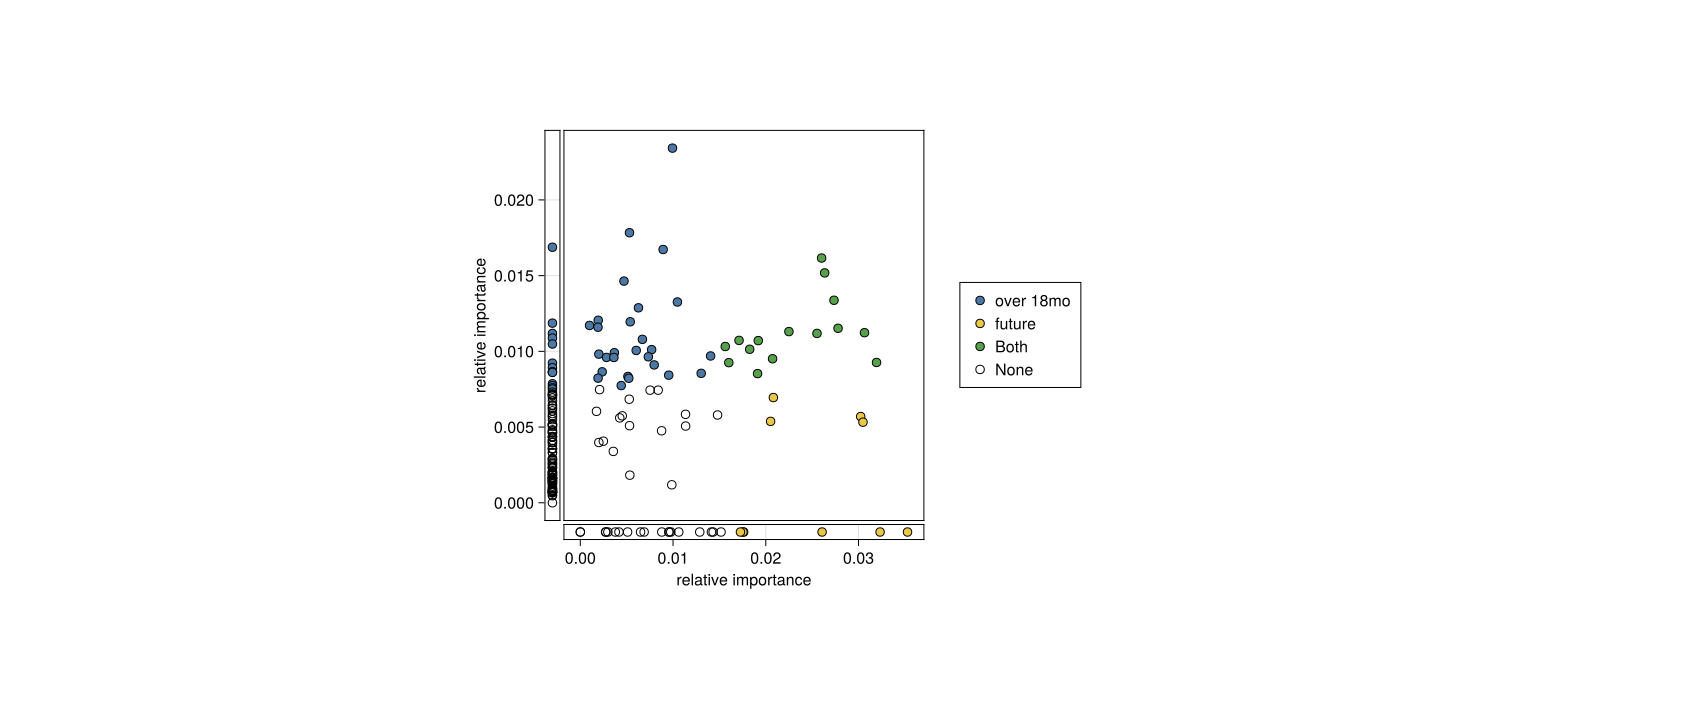 0.020
0.015
0.010
0.005
0.000
relative importance
0.00 0.01 0.02 0.03
relative importance
over 18mo
future
Both
None